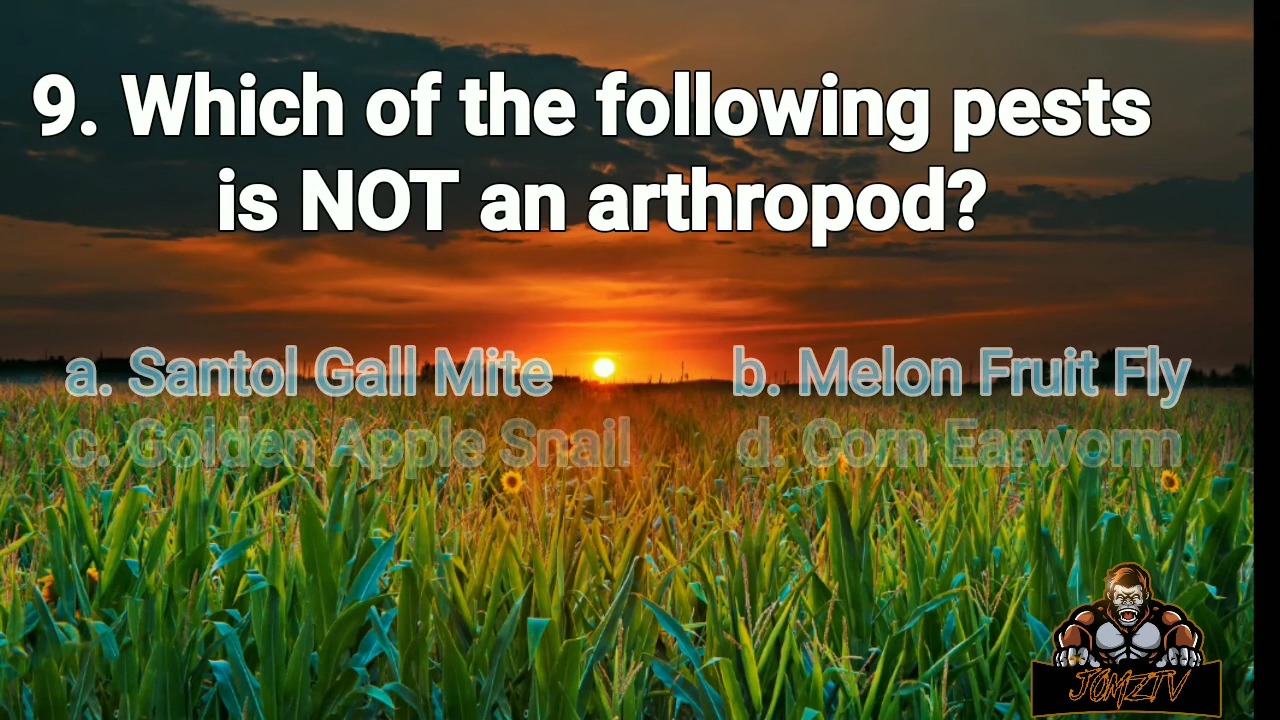 9. Which of the following pests
is NOT an arthropod?
a. Santol Gall Mite
b. Melon Fruit Fly
c. Golden Apple Snail
d. Corn Earworm
JOMZTV